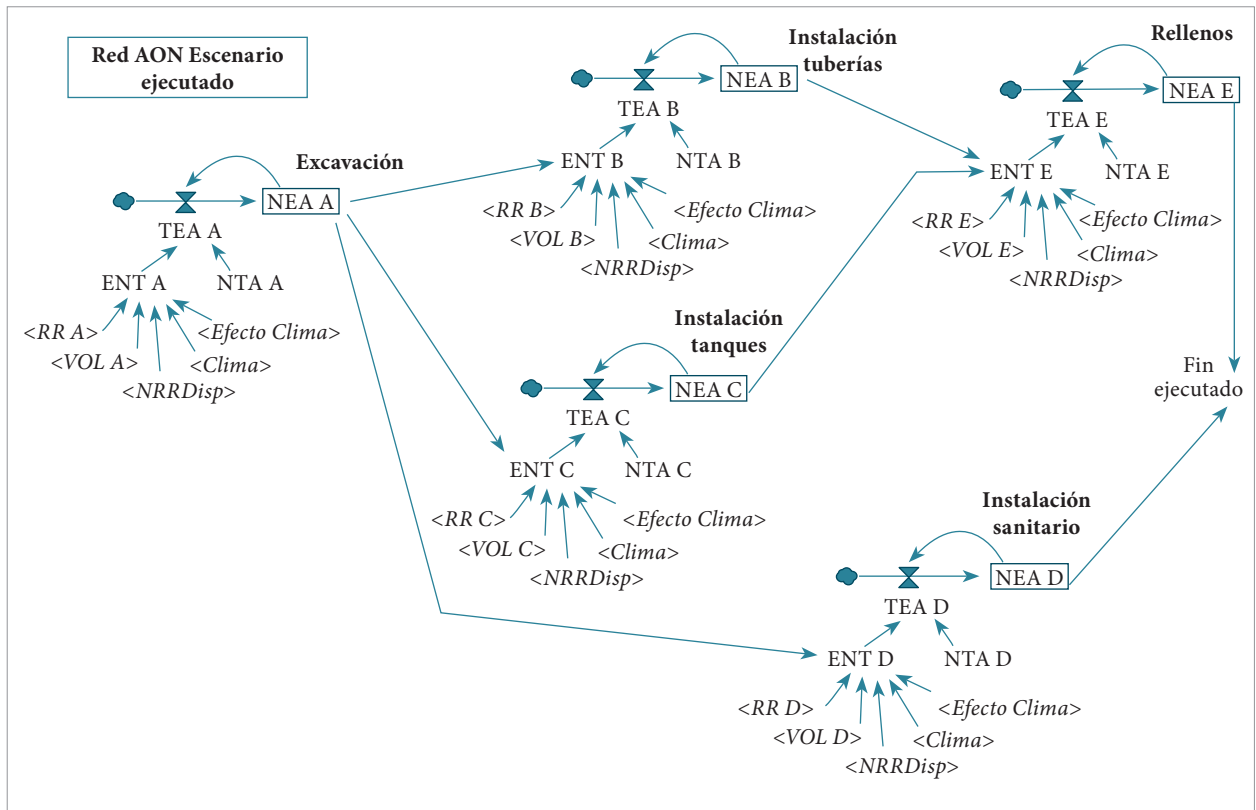 Red AON Escenario
ejecutado
Excavación
NEA A
TEA A
ENT A
NTA A
<RR A>
<VOL A>
<NRRDisp>
<Clima>
<Efecto Clima>
Instalación
tuberías
NEA B
TEA B
ENT B
NTA B
<RR B>
<VOL B>
<NRRDisp>
<Clima>
<Efecto Clima>
Instalación
tanques
NEA C
TEA C
ENT C
NTA C
<RR C>
<VOL C>
<NRRDisp>
<Clima>
<Efecto Clima>
Instalación
sanitario
NEA D
TEA D
ENT D
NTA D
<RR D>
<VOL D>
<NRRDisp>
<Clima>
<Efecto Clima>
Rellenos
NEA E
TEA E
ENT E
NTA E
<RR E>
<VOL E>
<NRRDisp>
<Clima>
<Efecto Clima>
Fin
ejecutado